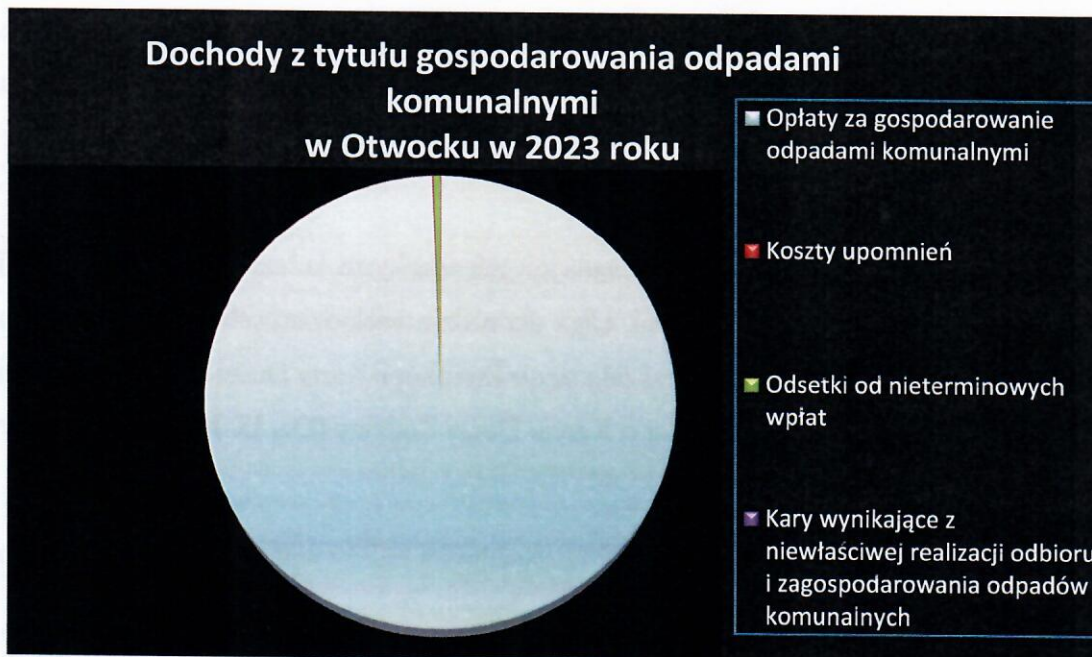 Dochody z tytułu gospodarowania odpadami
komunalnymi
w Otwocku w 2023 roku
Opłaty za gospodarowanie
odpadami komunalnymi
Koszty upomnień
Odsetki od nieterminowych
wpłat
Kary wynikające z
niewłaściwej realizacji odbioru
i zagospodarowania odpadów
komunalnych